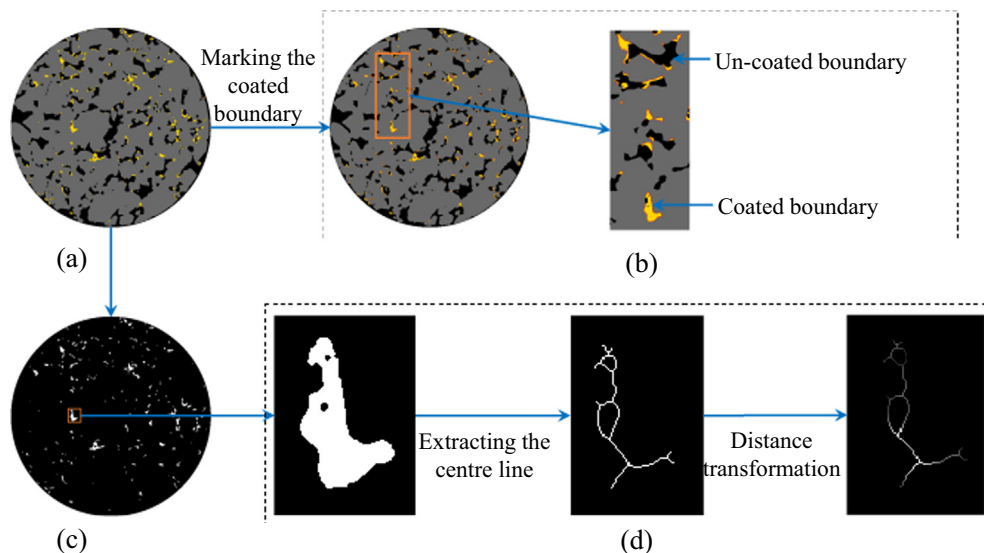 Marking the
coated
boundary
Un-coated boundary
Coated boundary
(a)
(b)
Extracting the
centre line
Distance
transformation
(c)
(d)